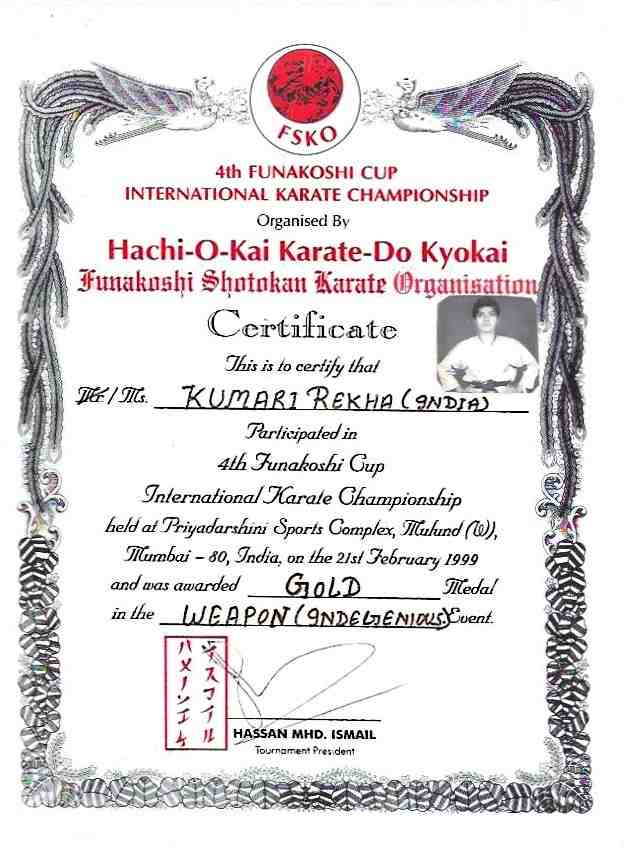 FSKO
4th FUNAKOSHI CUP
INTERNATIONAL KARATE CHAMPIONSHIP
Organised By
Hachi-O-Kai Karate-Do Kyokai
Funakoshi Shotokan Karate Organisation
Certificate
This is to certify that
Mr / Ms. KUMARI REKHA (INDIA)
Participated in
4th Funakoshi Cup
International Karate Championship
held at Priyadarshini Sports Complex, Mulund (W),
Mumbai – 80, India, on the 21st February 1999
and was awarded GOLD Medal
in the WEAPON (INDEGENIOUS) Event.
HASSAN MHD. ISMAIL
Tournament President